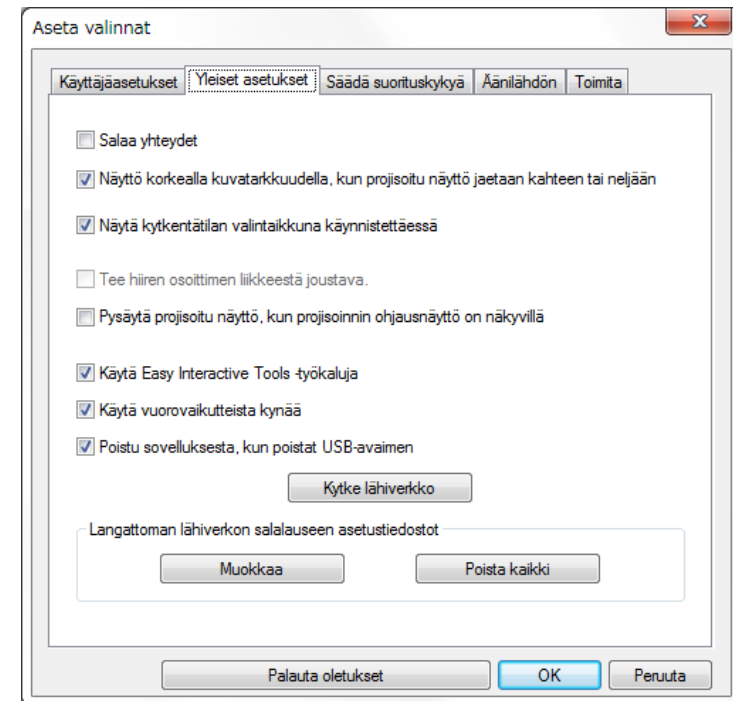 Aseta valinnat
Käyttäjäasetukset Yleiset asetukset Säädä suorituskykyä Äänilähdön Toimita
Salaa yhteydet
Näyttö korkealla kuvatarkkuudella, kun projisoitu näyttö jaetaan kahteen tai neljään
Näytä kytkentätilan valintaikkuna käynnistettäessä
Tee hiiren osoittimen liikkeestä joustava.
Pysäytä projisoitu näyttö, kun projisoinnin ohjausnäyttö on näkyvillä
Käytä Easy Interactive Tools -työkaluja
Käytä vuorovaikutteista kynää
Poistu sovelluksesta, kun poistat USB-avaimen
Kytke lähiverkko
Langattoman lähiverkon salalauseen asetustiedostot
Muokkaa Poista kaikki
Palauta oletukset OK Peruuta